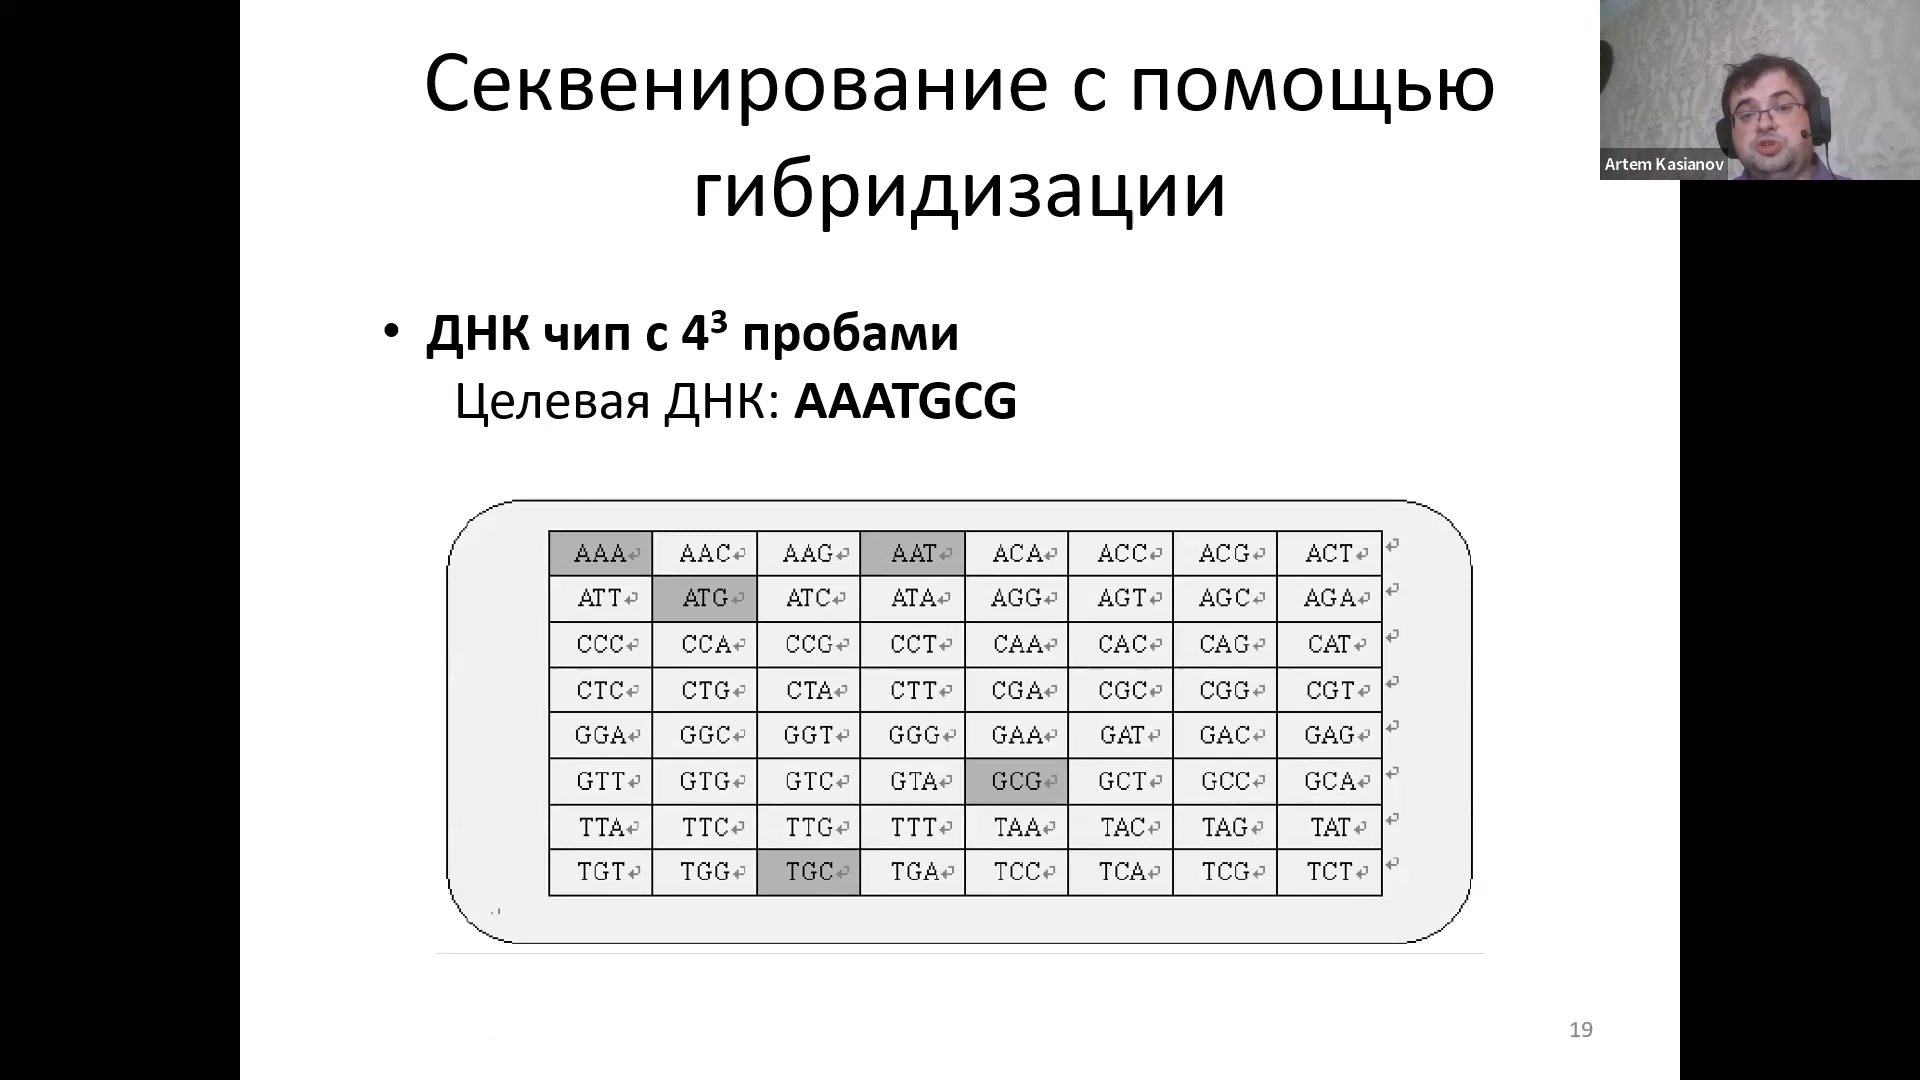 Секвенирование с помощью
гибридизации
Artem Kasianov
• ДНК чип с 4³ пробами
Целевая ДНК: AAATGCG
AAA AAC AAG AAT ACA ACC ACG ACT
ATT ATG ATC ATA AGG AGT AGC AGA
CCC CCA CCG CCT CAA CAC CAG CAT
CTC CTG CTA CTT CGA CGC CGG CGT
GGA GGC GGT GGG GAA GAT GAC GAG
GTT GTG GTC GTA GCG GCT GCC GCA
TTA TTC TTG TTT TAA TAC TAG TAT
TGT TGG TGC TGA TCC TCA TCG TCT
19